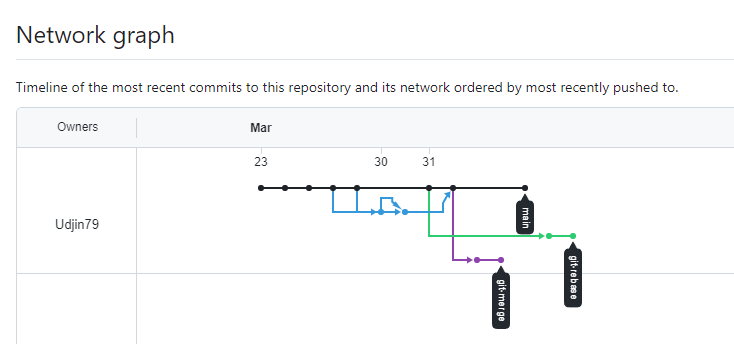 Network graph
Timeline of the most recent commits to this repository and its network ordered by most recently pushed to.
Owners
Mar
23
30
31
Udjin79
main
git-rebase
git-merge